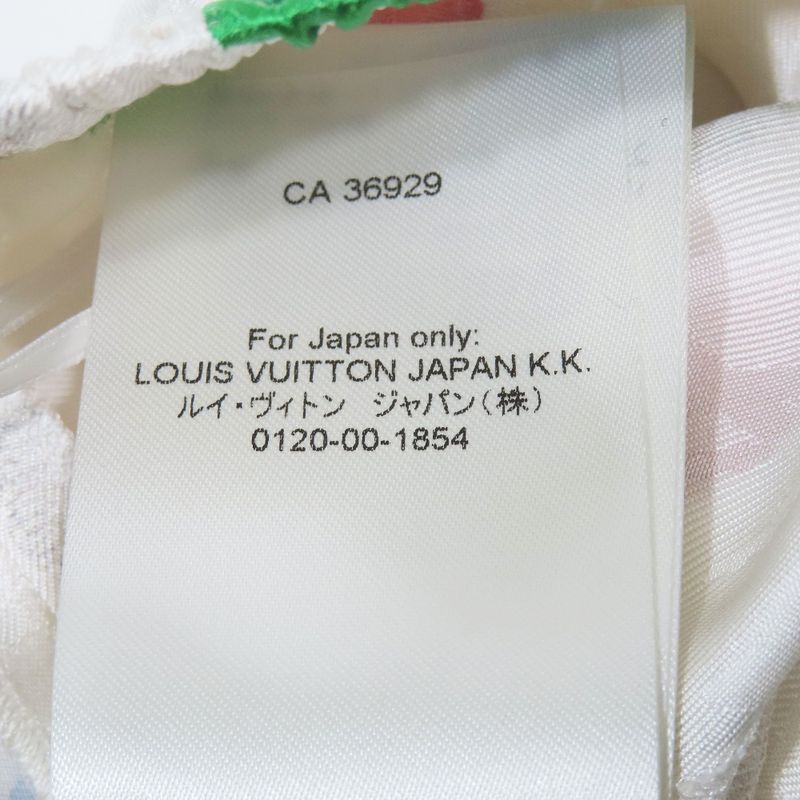 CA 36929
For Japan only:
LOUIS VUITTON JAPAN K.K.
ルイ・ヴィトン　ジャパン(株)
0120-00-1854